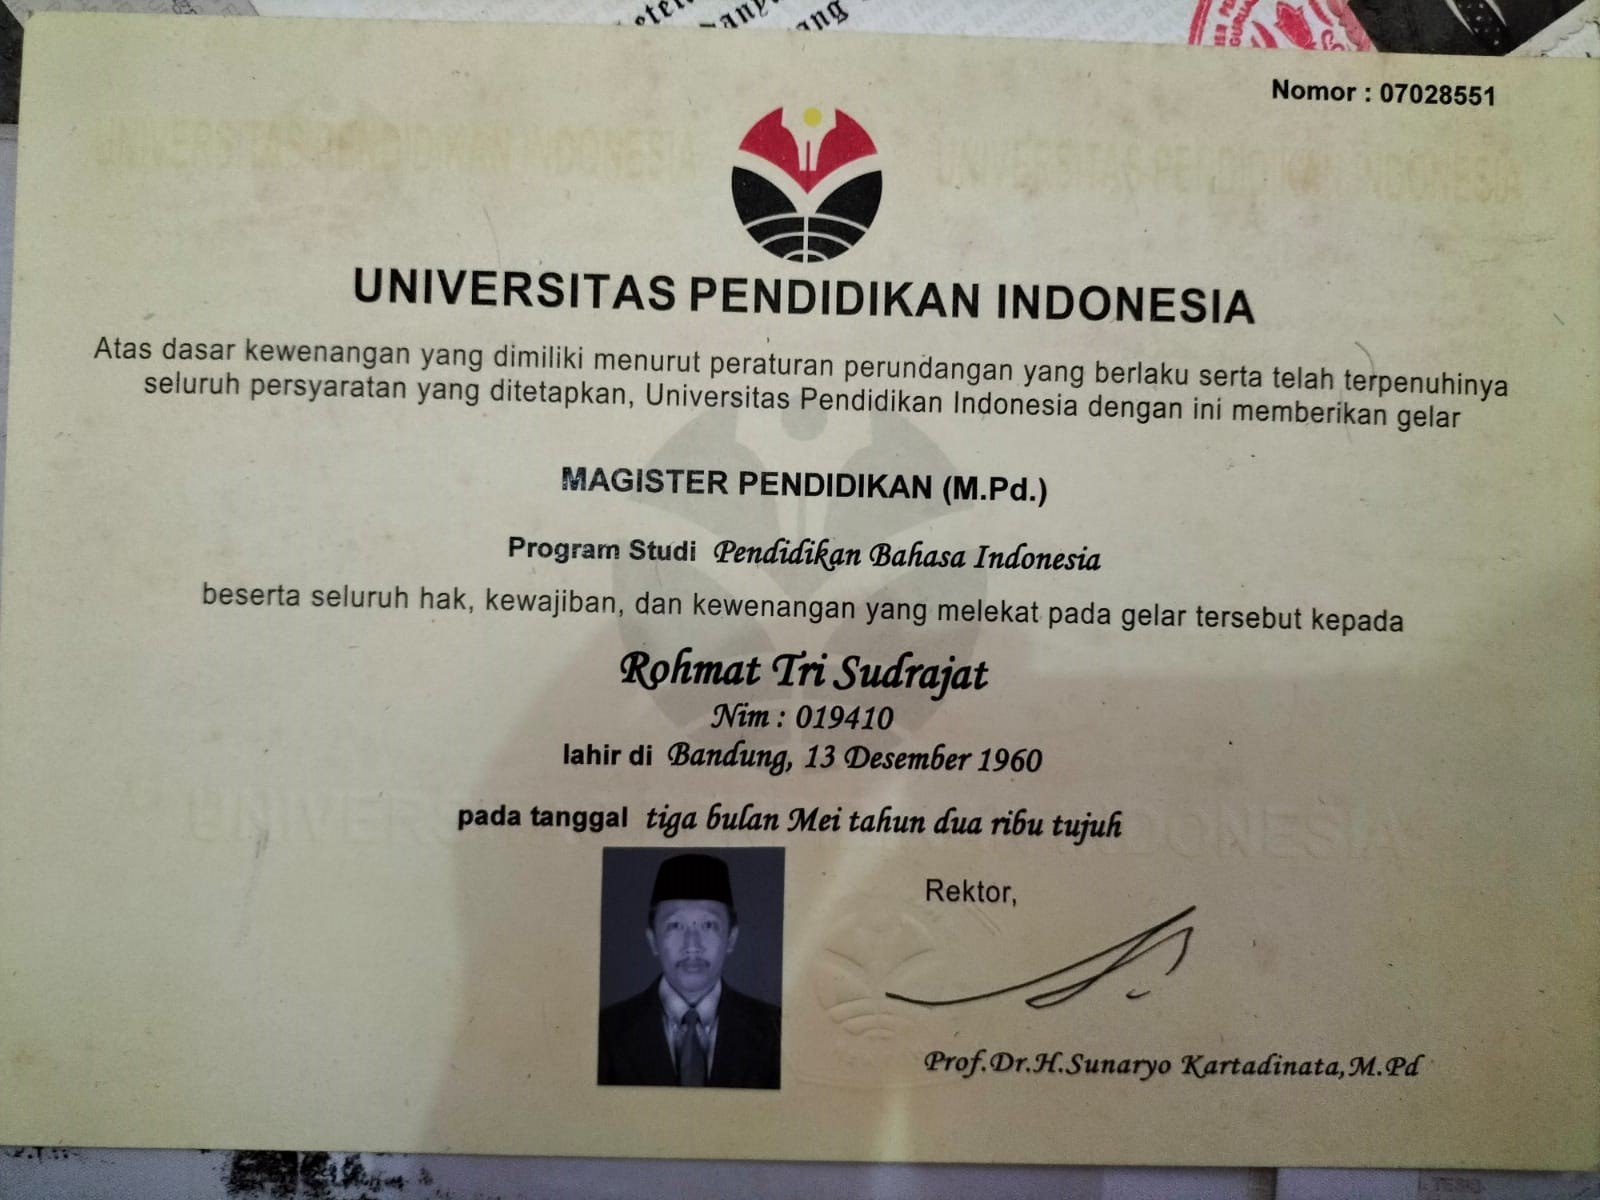 Nomor : 07028551
UNIVERSITAS PENDIDIKAN INDONESIA UNIVERSITAS PENDIDIKAN INDONESIA
UNIVERSITAS PENDIDIKAN INDONESIA
Atas dasar kewenangan yang dimiliki menurut peraturan perundangan yang berlaku serta telah terpenuhinya
seluruh persyaratan yang ditetapkan, Universitas Pendidikan Indonesia dengan ini memberikan gelar
MAGISTER PENDIDIKAN (M.Pd.)
Program Studi Pendidikan Bahasa Indonesia
beserta seluruh hak, kewajiban, dan kewenangan yang melekat pada gelar tersebut kepada
Rohmat Tri Sudrajat
Nim : 019410
lahir di Bandung, 13 Desember 1960
pada tanggal tiga bulan Mei tahun dua ribu tujuh
Rektor,
Prof.Dr.H.Sunaryo Kartadinata,M.Pd